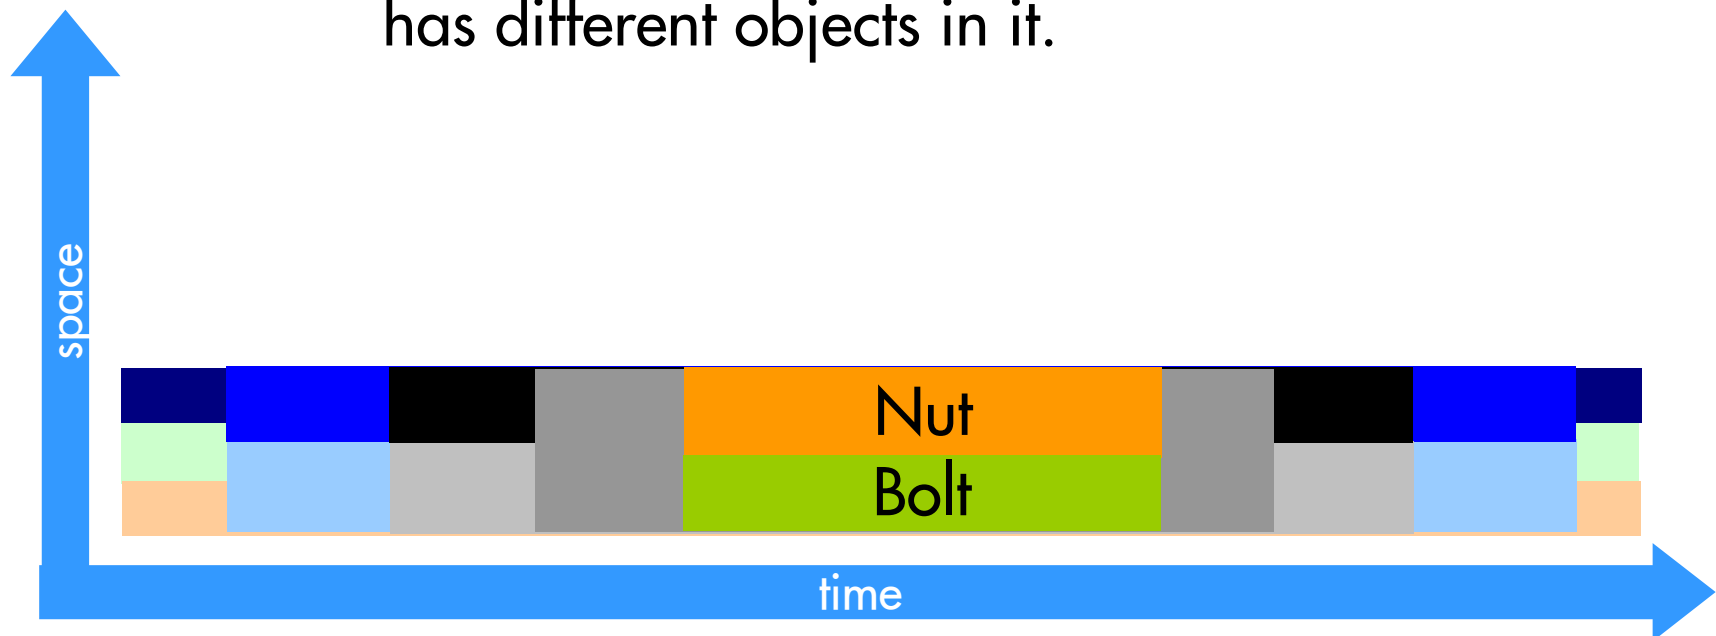 has different objects in it.
space
Nut
Bolt
time